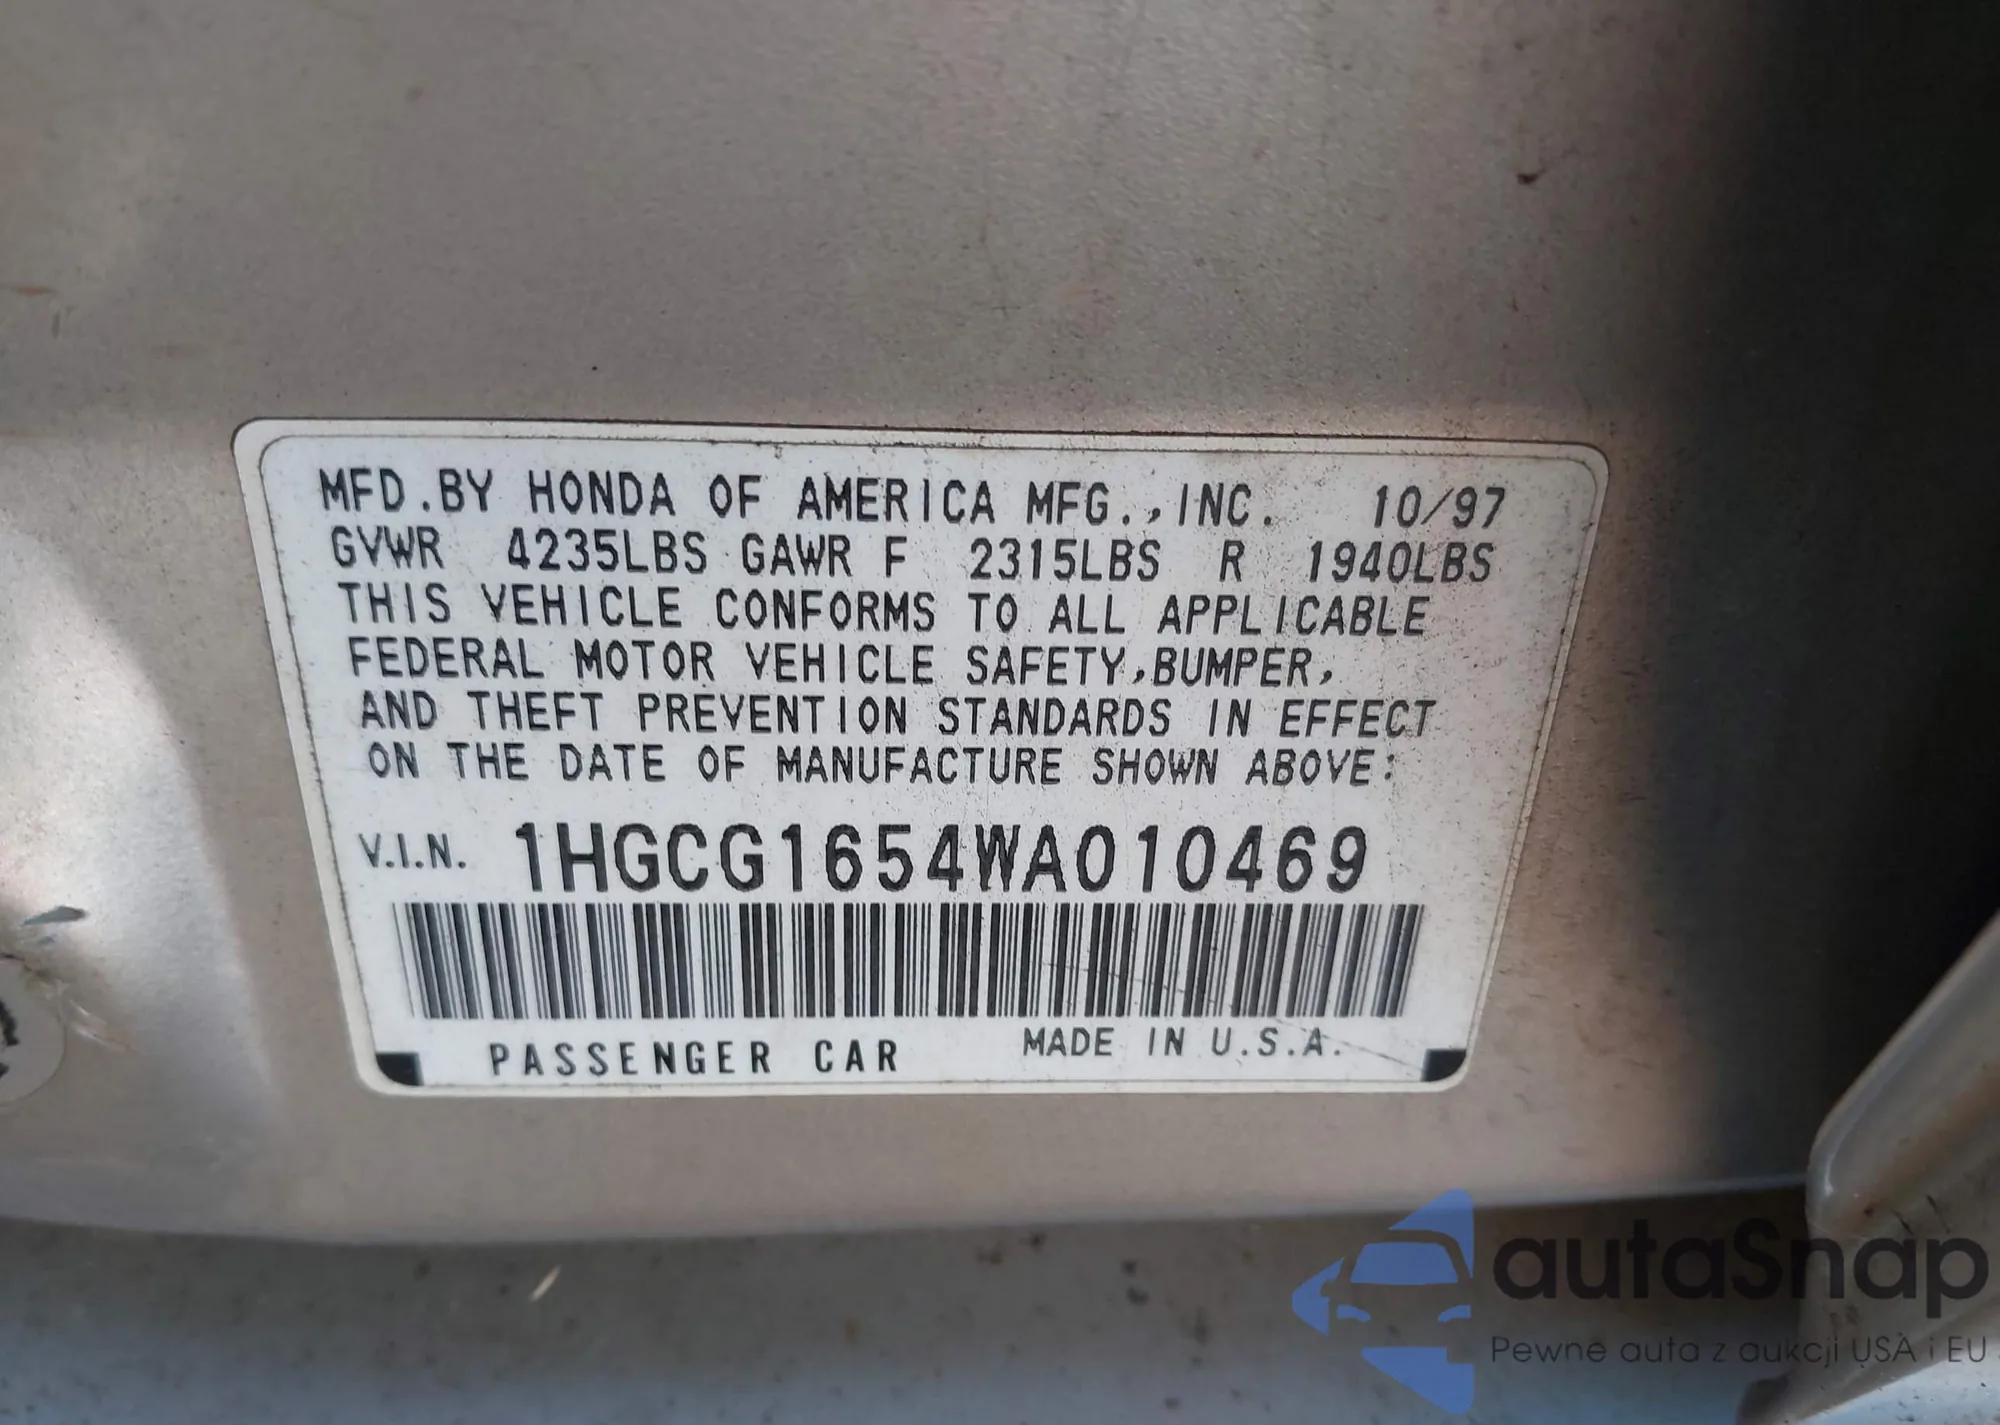 MFD.BY HONDA OF AMERICA MFG.,INC. 10/97
GVWR 4235LBS GAWR F 2315LBS R 1940LBS
THIS VEHICLE CONFORMS TO ALL APPLICABLE
FEDERAL MOTOR VEHICLE SAFETY,BUMPER,
AND THEFT PREVENTION STANDARDS IN EFFECT
ON THE DATE OF MANUFACTURE SHOWN ABOVE:
V.I.N. 1HGCG1654WA010469
PASSENGER CAR MADE IN U.S.A.
autaSnap
Pewne auta z aukcji USA i EU